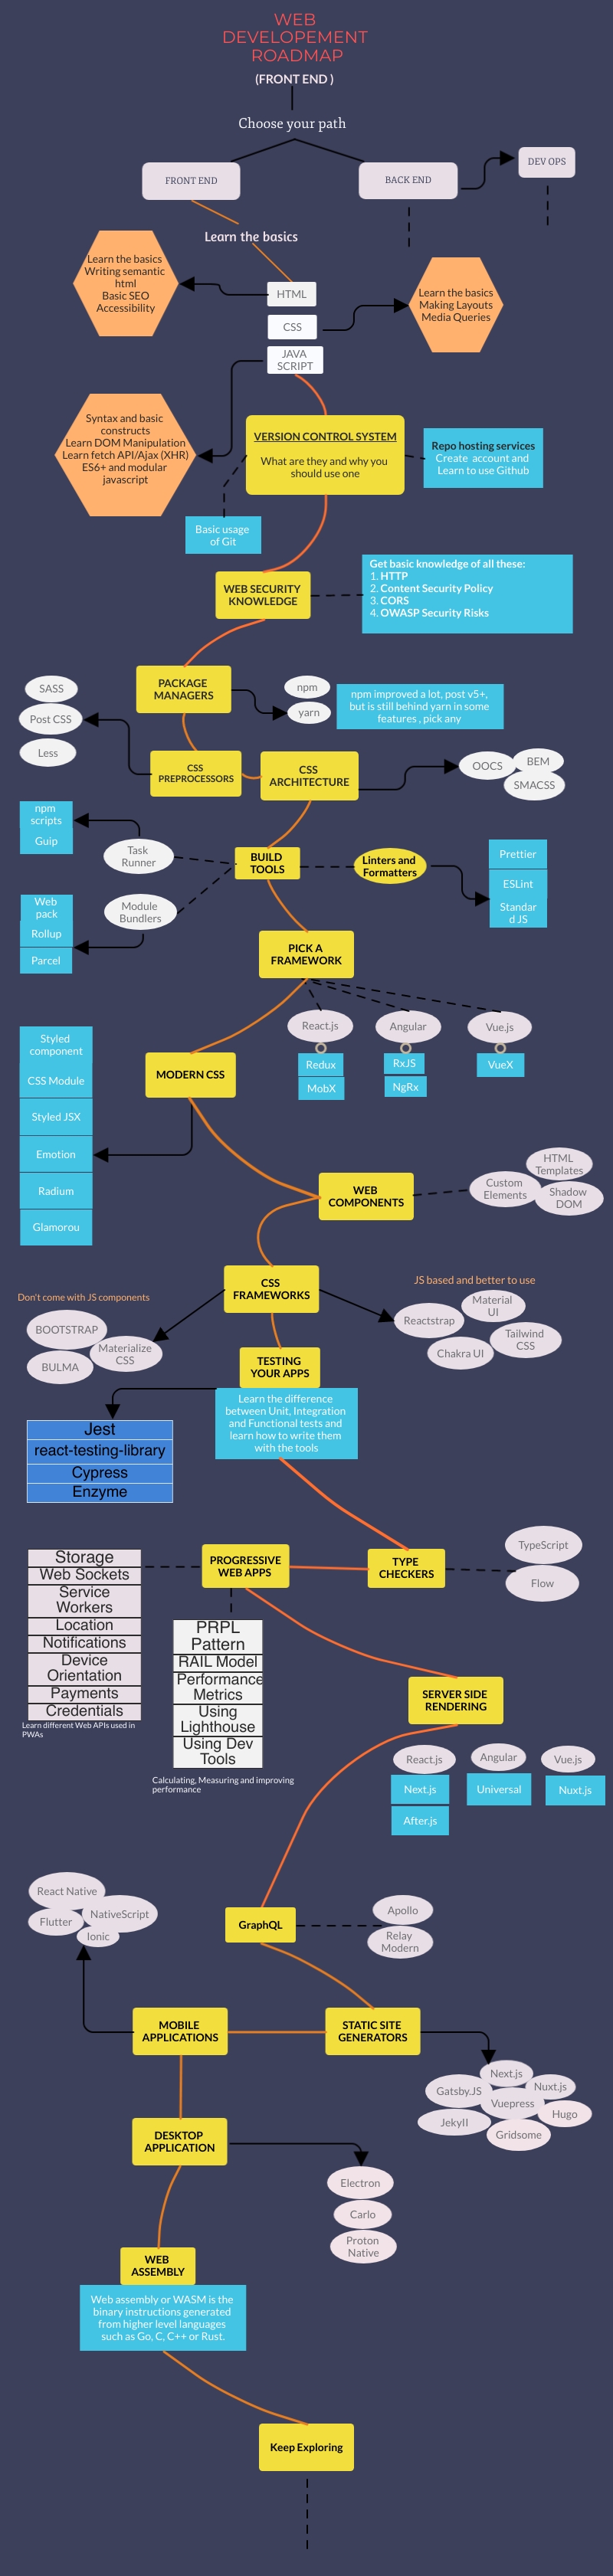 WEB
DEVELOPEMENT
ROADMAP
(FRONT END )
Choose your path
FRONT END
BACK END
DEV OPS
Learn the basics
Learn the basics
Writing semantic
html
Basic SEO
Accessibility
HTML
CSS
JAVA
SCRIPT
Learn the basics
Making Layouts
Media Queries
Syntax and basic
constructs
Learn DOM Manipulation
Learn fetch API/Ajax (XHR)
ES6+ and modular
javascript
VERSION CONTROL SYSTEM
What are they and why you
should use one
Repo hosting services
Create account and
Learn to use Github
Basic usage
of Git
WEB SECURITY
KNOWLEDGE
Get basic knowledge of all these:
1. HTTP
2. Content Security Policy
3. CORS
4. OWASP Security Risks
PACKAGE
MANAGERS
npm
yarn
npm improved a lot, post v5+,
but is still behind yarn in some
features , pick any
SASS
Post CSS
Less
CSS
PREPROCESSORS
CSS
ARCHITECTURE
OOCS
BEM
SMACSS
npm
scripts
Guip
Task
Runner
BUILD
TOOLS
Linters and
Formatters
Prettier
ESLint
Standar
d JS
Web
pack
Rollup
Parcel
Module
Bundlers
PICK A
FRAMEWORK
React.js
Angular
Vue.js
Redux
MobX
RxJS
NgRx
VueX
MODERN CSS
Styled
component
CSS Module
Styled JSX
Emotion
Radium
Glamorou
WEB
COMPONENTS
Custom
Elements
HTML
Templates
Shadow
DOM
CSS
FRAMEWORKS
Don't come with JS components
BOOTSTRAP
Materialize
CSS
BULMA
JS based and better to use
Material
UI
Reactstrap
Tailwind
CSS
Chakra UI
TESTING
YOUR APPS
Learn the difference
between Unit, Integration
and Functional tests and
learn how to write them
with the tools
Jest
react-testing-library
Cypress
Enzyme
PROGRESSIVE
WEB APPS
TYPE
CHECKERS
TypeScript
Flow
Storage
Web Sockets
Service
Workers
Location
Notifications
Device
Orientation
Payments
Credentials
Learn different Web APIs used in
PWAs
PRPL
Pattern
RAIL Model
Performance
Metrics
Using
Lighthouse
Using Dev
Tools
Calculating, Measuring and improving
performance
SERVER SIDE
RENDERING
React.js
Angular
Vue.js
Next.js
Universal
Nuxt.js
After.js
React Native
NativeScript
Flutter
Ionic
GraphQL
Apollo
Relay
Modern
MOBILE
APPLICATIONS
STATIC SITE
GENERATORS
Next.js
Gatsby.JS
Nuxt.js
Vuepress
Hugo
JekyII
Gridsome
DESKTOP
APPLICATION
Electron
Carlo
Proton
Native
WEB
ASSEMBLY
Web assembly or WASM is the
binary instructions generated
from higher level languages
such as Go, C, C++ or Rust.
Keep Exploring